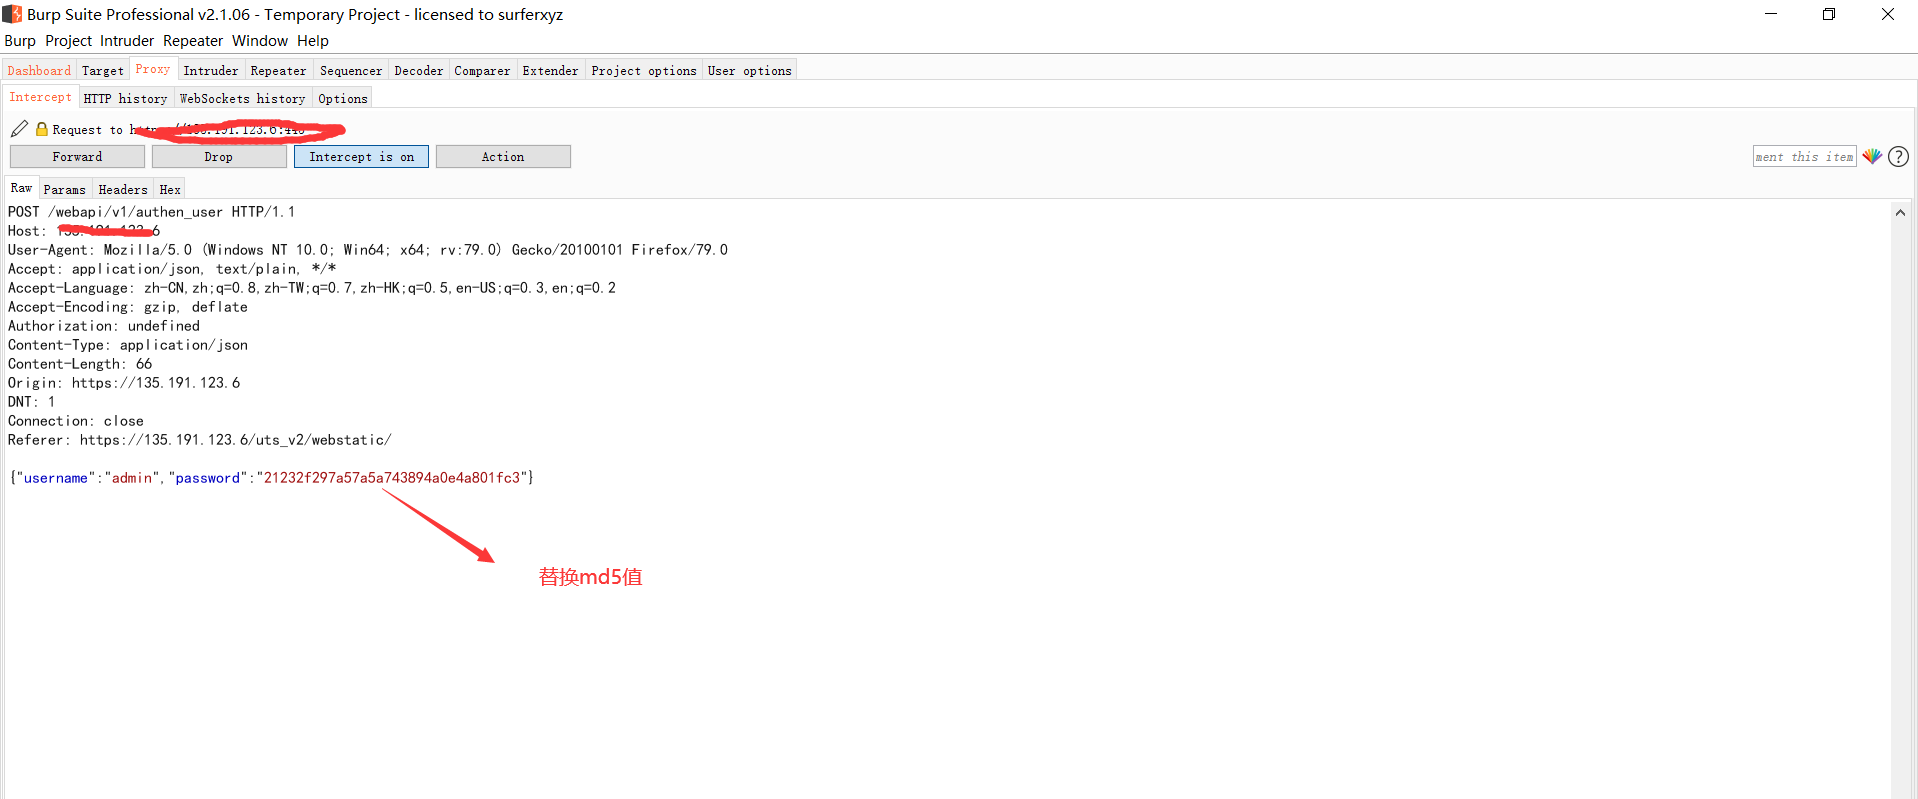 Burp Suite Professional v2.1.06 - Temporary Project - licensed to surferxyz
Burp Project Intruder Repeater Window Help
Dashboard Target Proxy Intruder Repeater Sequencer Decoder Comparer Extender Project options User options
Intercept HTTP history WebSockets history Options
Request to
Forward Drop Intercept is on Action ment this item ?
Raw Params Headers Hex
POST /webapi/v1/authen_user HTTP/1.1
Host:
User-Agent: Mozilla/5.0 (Windows NT 10.0; Win64; x64; rv:79.0) Gecko/20100101 Firefox/79.0
Accept: application/json, text/plain, */*
Accept-Language: zh-CN,zh;q=0.8,zh-TW;q=0.7,zh-HK;q=0.5,en-US;q=0.3,en;q=0.2
Accept-Encoding: gzip, deflate
Authorization: undefined
Content-Type: application/json
Content-Length: 66
Origin: https://135.191.123.6
DNT: 1
Connection: close
Referer: https://135.191.123.6/uts_v2/webstatic/
{"username":"admin","password":"21232f297a57a5a743894a0e4a801fc3"}
替换md5值